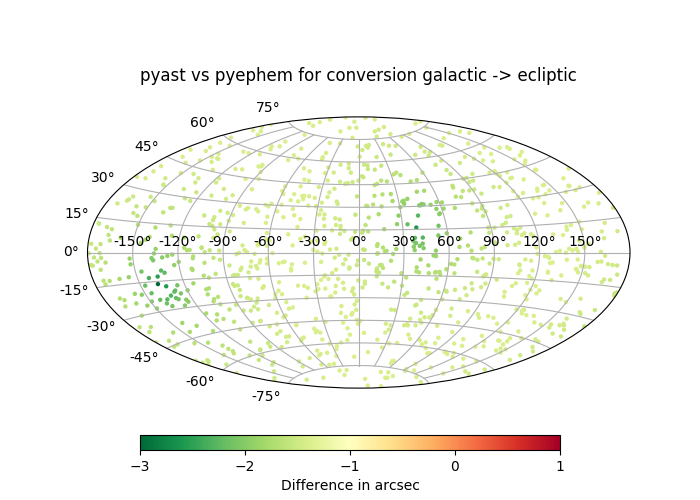 pyast vs pyephem for conversion galactic -> ecliptic
75°
60°
45°
30°
15°
-150° -120° -90° -60° -30° 0° 30° 60° 90° 120° 150°
0°
-15°
-30°
-45°
-60°
-75°
−3 −2 −1 0 1
Difference in arcsec